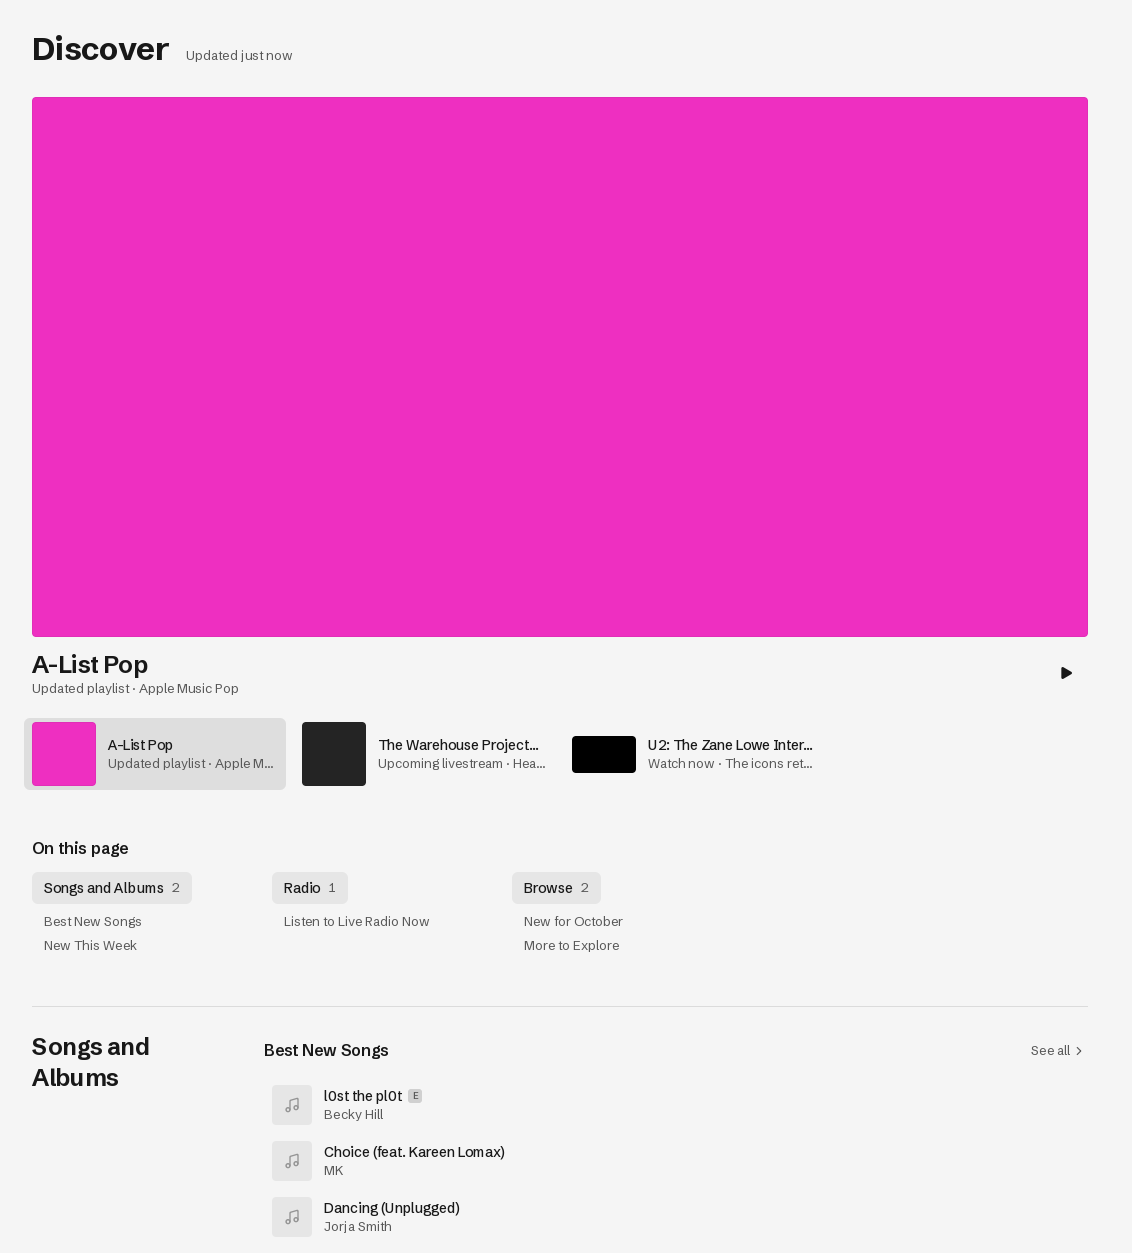 Discover Updated just now
A-List Pop
Updated playlist · Apple Music Pop
A-List Pop
Updated playlist · Apple M...
The Warehouse Project...
Upcoming livestream · Hea...
U2: The Zane Lowe Inter...
Watch now · The icons ret...
On this page
Songs and Albums 2
Best New Songs
New This Week
Radio 1
Listen to Live Radio Now
Browse 2
New for October
More to Explore
Songs and
Albums
Best New Songs
See all
l0st the pl0t E
Becky Hill
Choice (feat. Kareen Lomax)
MK
Dancing (Unplugged)
Jorja Smith